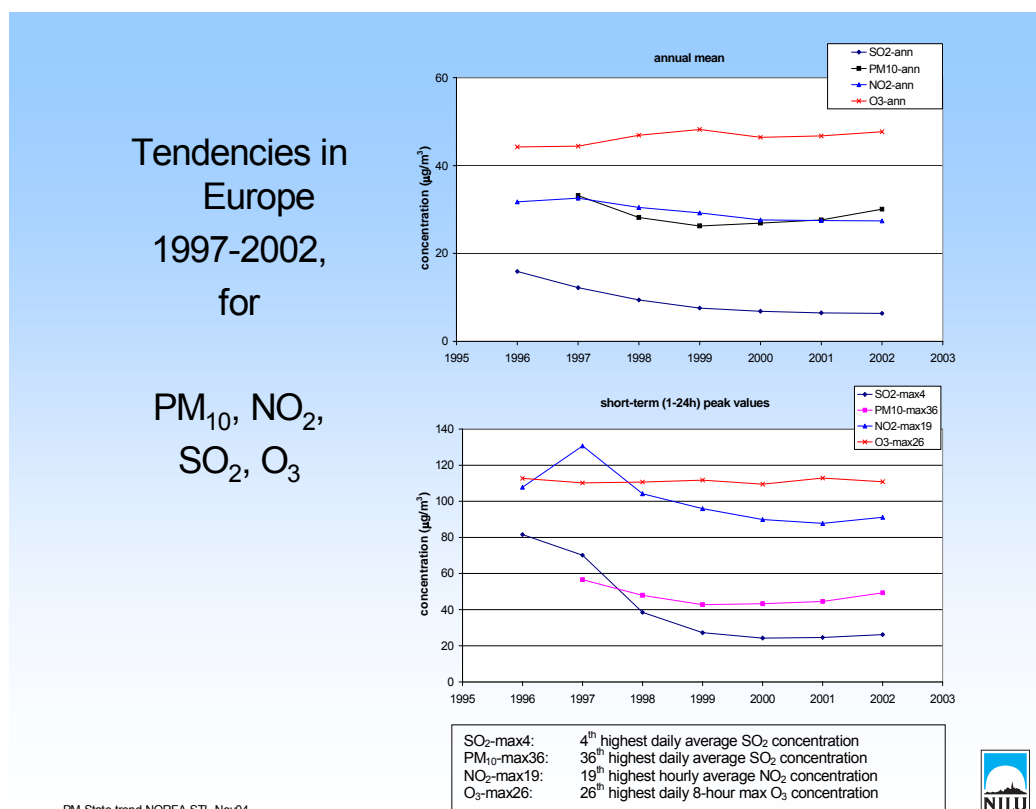 Tendencies in
Europe
1997-2002,
for
PM10, NO2,
SO2, O3
annual mean
SO2-ann
PM10-ann
NO2-ann
O3-ann
concentration (µg/m3)
60
40
20
0
1995 1996 1997 1998 1999 2000 2001 2002 2003
short-term (1-24h) peak values
SO2-max4
PM10-max36
NO2-max19
O3-max26
concentration (µg/m3)
140
120
100
80
60
40
20
0
1995 1996 1997 1998 1999 2000 2001 2002 2003
SO2-max4: 4th highest daily average SO2 concentration
PM10-max36: 36th highest daily average SO2 concentration
NO2-max19: 19th highest hourly average NO2 concentration
O3-max26: 26th highest daily 8-hour max O3 concentration